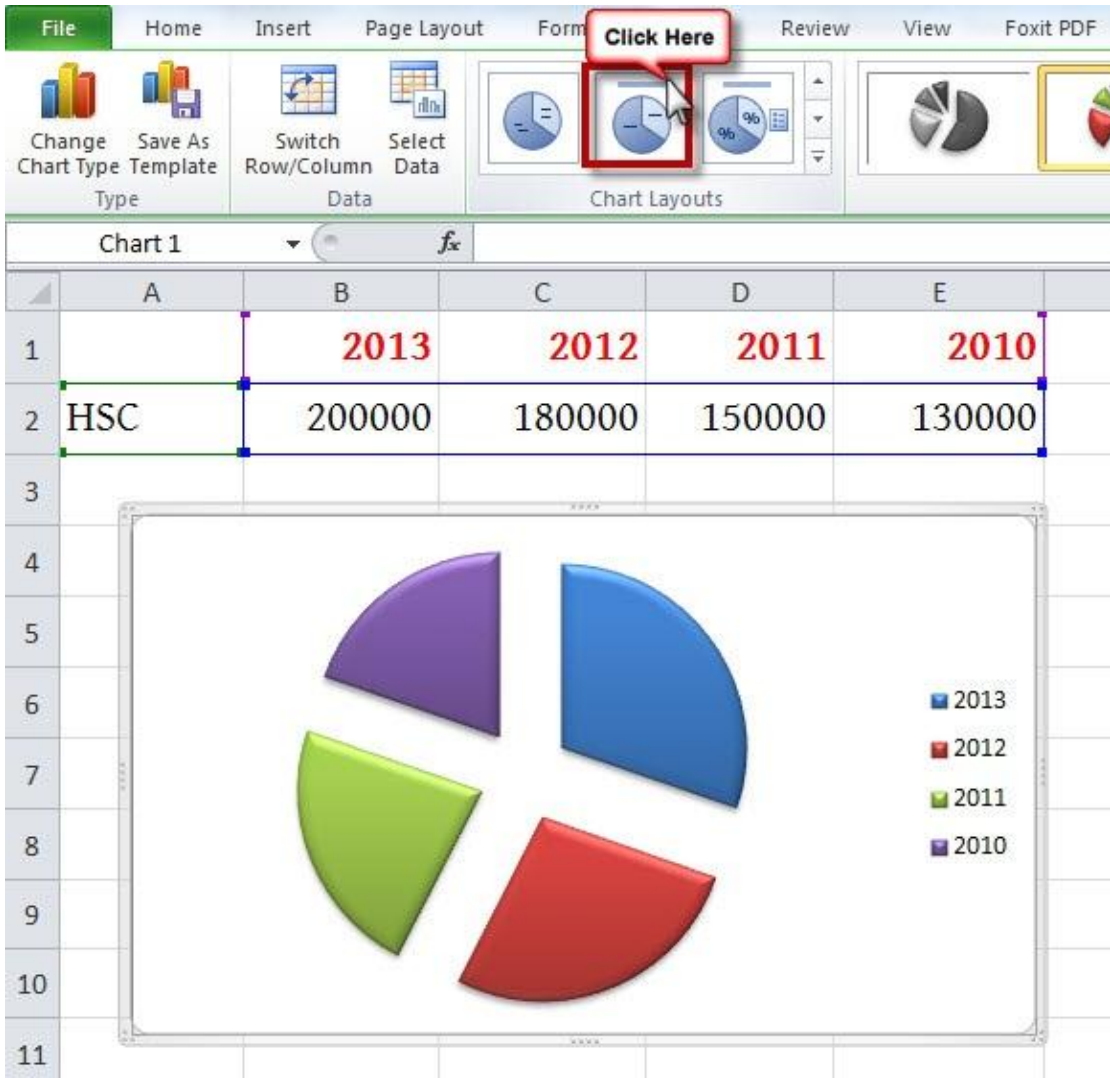 File Home Insert Page Layout Form Review View Foxit PDF
Click Here
Change Chart Type
Save As Template
Switch Row/Column
Select Data
% %
Type Data Chart Layouts
Chart 1 fx
A B C D E
1 2013 2012 2011 2010
2 HSC 200000 180000 150000 130000
3
4
5
6
7
8
9
10
11
2013
2012
2011
2010